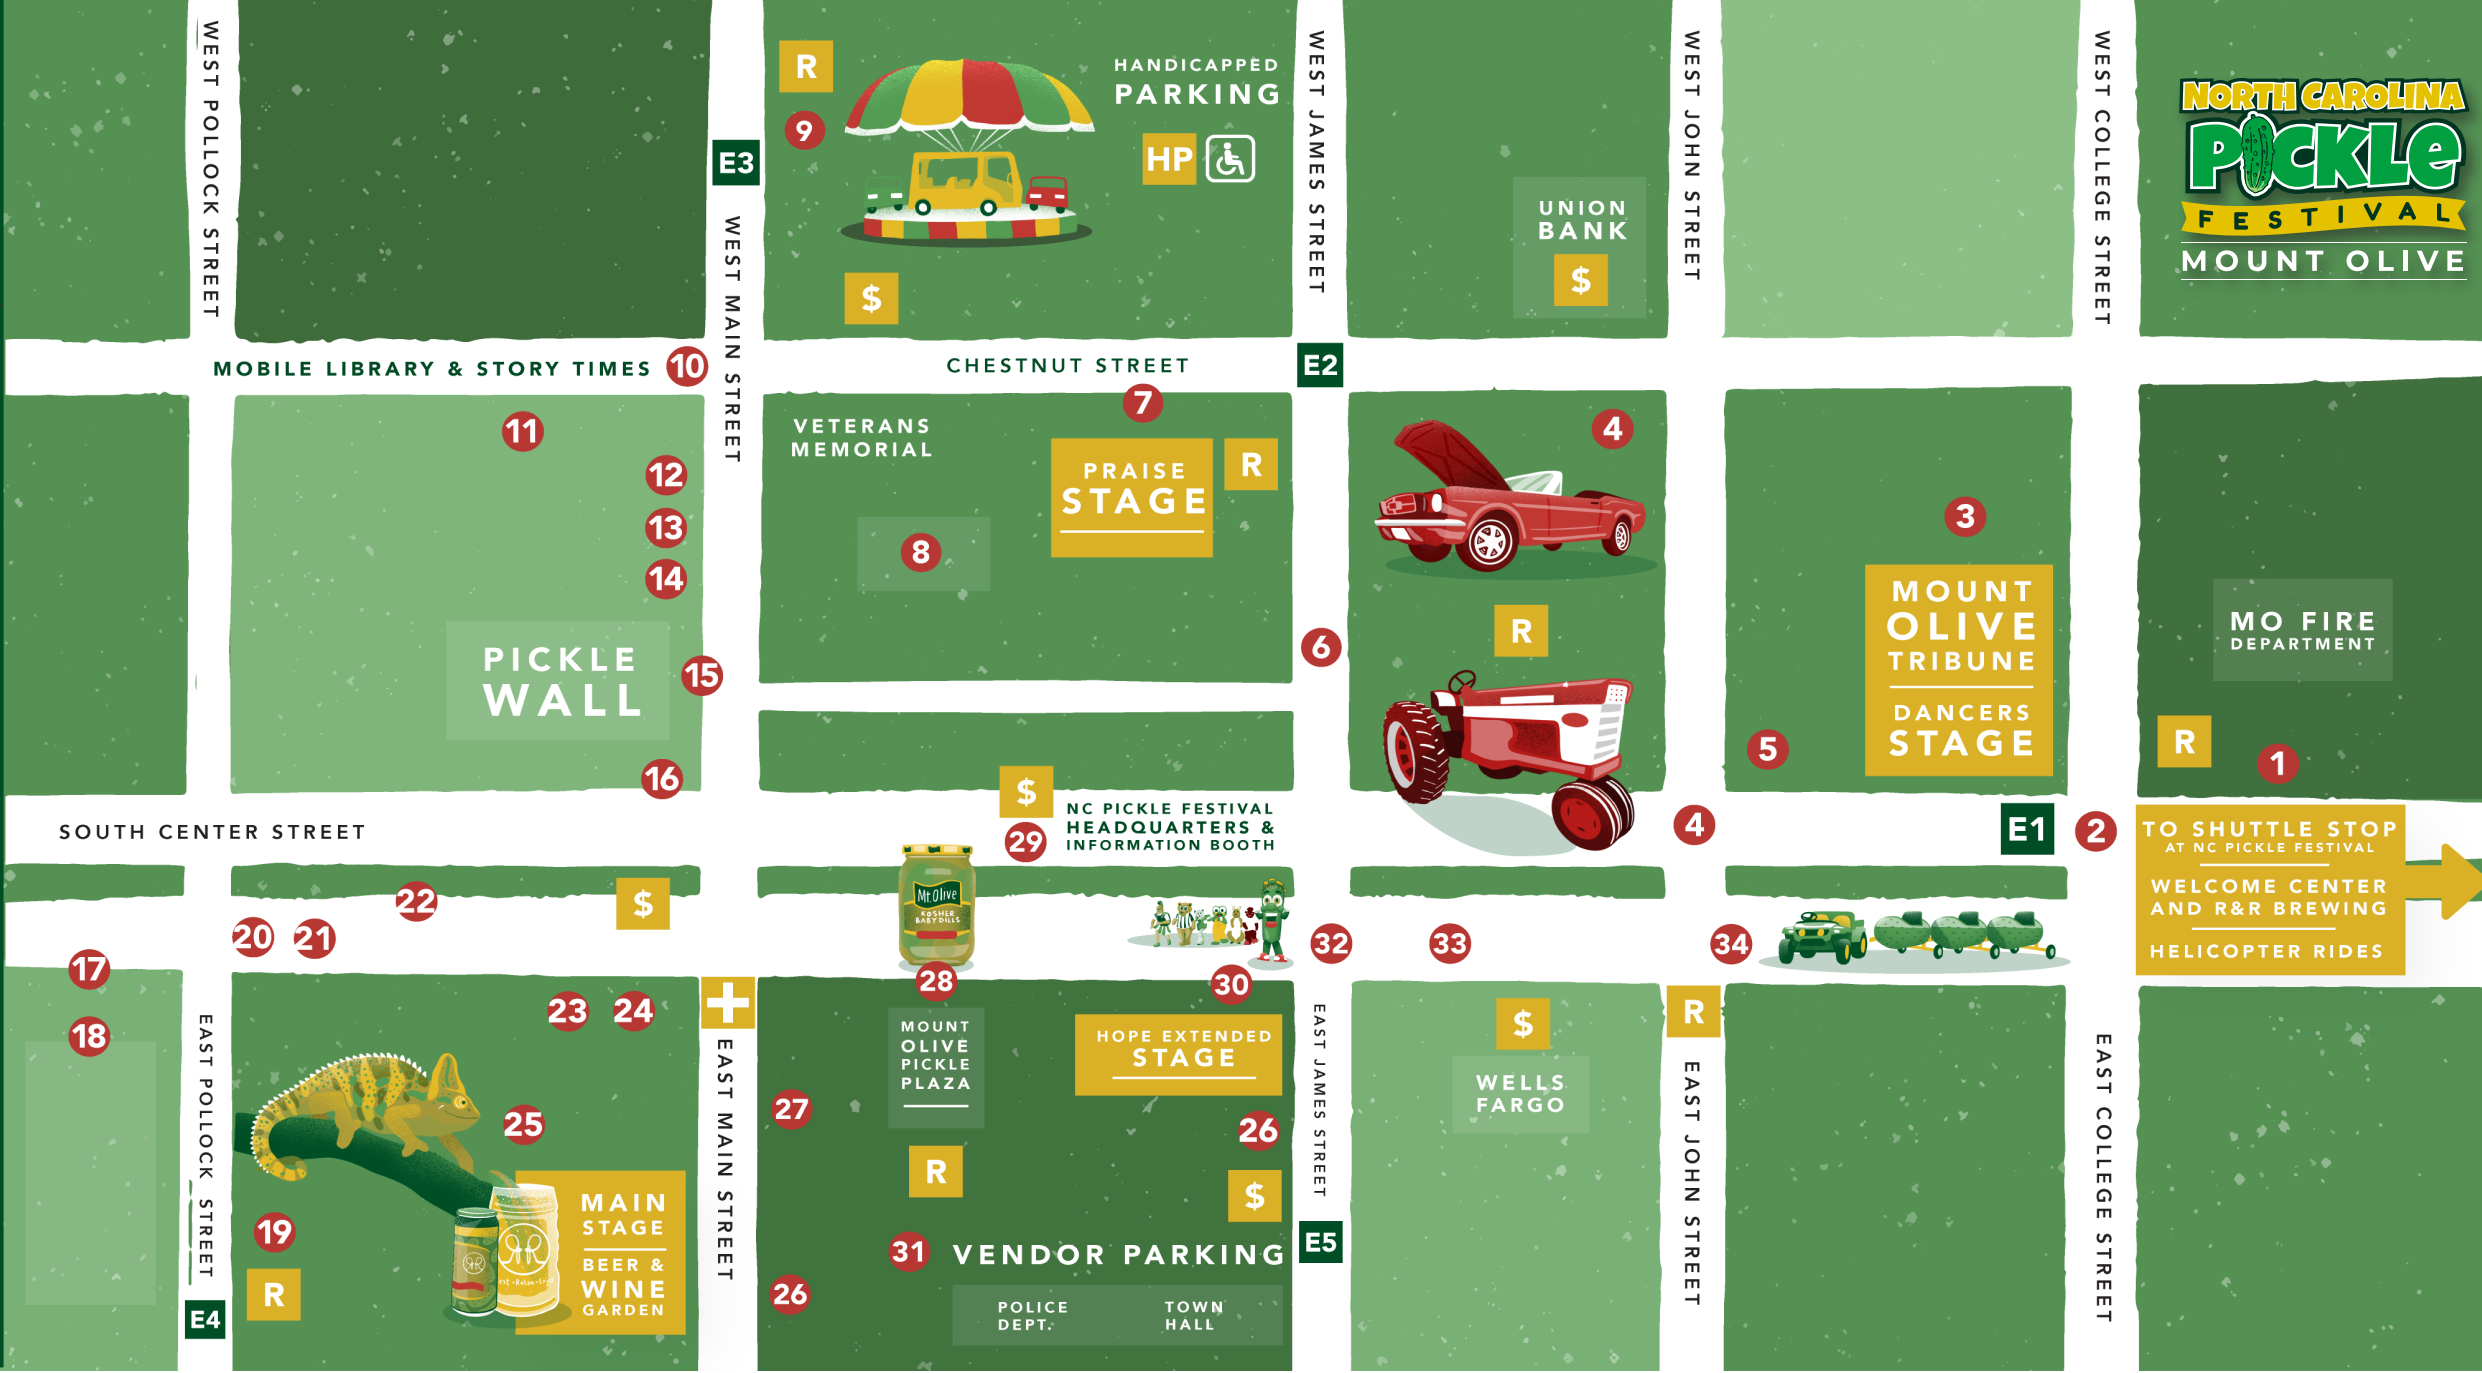 WEST POLLOCK STREET
R
9
E3
WEST MAIN STREET
HANDICAPPED
PARKING
HP
$
WEST JAMES STREET
UNION
BANK
$
WEST JOHN STREET
WEST COLLEGE STREET
NORTH CAROLINA
PICKLE
FESTIVAL
MOUNT OLIVE
MOBILE LIBRARY & STORY TIMES
10
CHESTNUT STREET
E2
11
12
13
14
PICKLE
WALL
15
16
VETERANS
MEMORIAL
8
7
PRAISE
STAGE
R
6
4
R
3
MOUNT
OLIVE
TRIBUNE
DANCERS
STAGE
5
MO FIRE
DEPARTMENT
R
1
SOUTH CENTER STREET
$
29
NC PICKLE FESTIVAL
HEADQUARTERS &
INFORMATION BOOTH
4
E1
2
TO SHUTTLE STOP
AT NC PICKLE FESTIVAL
WELCOME CENTER
AND R&R BREWING
HELICOPTER RIDES
17
18
20
21
22
$
Mt. Olive
KOSHER
BABY DILLS
32
33
34
EAST POLLOCK STREET
E4
23
24
25
19
R
MAIN
STAGE
BEER &
WINE
GARDEN
EAST MAIN STREET
28
MOUNT
OLIVE
PICKLE
PLAZA
30
HOPE EXTENDED
STAGE
27
26
R
$
31
VENDOR PARKING
26
POLICE
DEPT.
TOWN
HALL
EAST JAMES STREET
E5
$
WELLS
FARGO
R
EAST JOHN STREET
EAST COLLEGE STREET